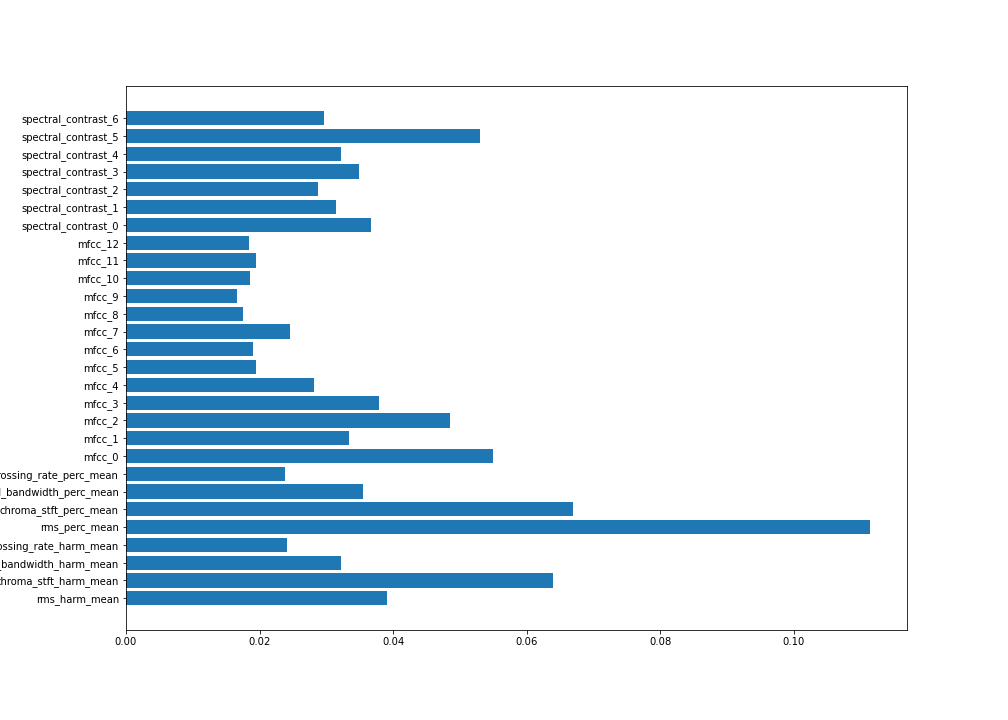 spectral_contrast_6
spectral_contrast_5
spectral_contrast_4
spectral_contrast_3
spectral_contrast_2
spectral_contrast_1
spectral_contrast_0
mfcc_12
mfcc_11
mfcc_10
mfcc_9
mfcc_8
mfcc_7
mfcc_6
mfcc_5
mfcc_4
mfcc_3
mfcc_2
mfcc_1
mfcc_0
rossing_rate_perc_mean
_bandwidth_perc_mean
chroma_stft_perc_mean
rms_perc_mean
ossing_rate_harm_mean
_bandwidth_harm_mean
chroma_stft_harm_mean
rms_harm_mean
0.00 0.02 0.04 0.06 0.08 0.10